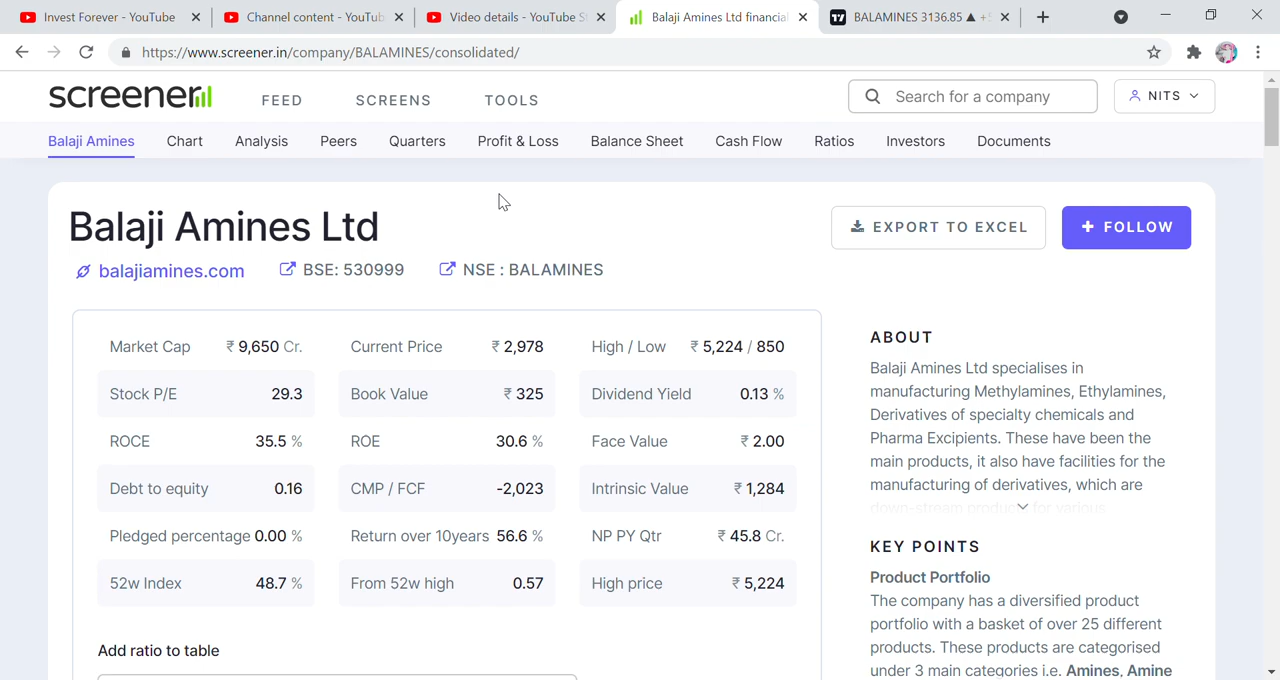 Invest Forever - YouTube
Channel content - YouTub
Video details - YouTube S
Balaji Amines Ltd financial
BALAMINES 3136.85 ▲ +5
https://www.screener.in/company/BALAMINES/consolidated/
screener
FEED
SCREENS
TOOLS
Search for a company
NITS
Balaji Amines
Chart
Analysis
Peers
Quarters
Profit & Loss
Balance Sheet
Cash Flow
Ratios
Investors
Documents
Balaji Amines Ltd
EXPORT TO EXCEL
+ FOLLOW
balajiamines.com
BSE: 530999
NSE : BALAMINES
Market Cap ₹ 9,650 Cr.
Current Price ₹ 2,978
High / Low ₹ 5,224 / 850
Stock P/E 29.3
Book Value ₹ 325
Dividend Yield 0.13 %
ROCE 35.5 %
ROE 30.6 %
Face Value ₹ 2.00
Debt to equity 0.16
CMP / FCF -2,023
Intrinsic Value ₹ 1,284
Pledged percentage 0.00 %
Return over 10years 56.6 %
NP PY Qtr ₹ 45.8 Cr.
52w Index 48.7 %
From 52w high 0.57
High price ₹ 5,224
Add ratio to table
ABOUT
Balaji Amines Ltd specialises in
manufacturing Methylamines, Ethylamines,
Derivatives of specialty chemicals and
Pharma Excipients. These have been the
main products, it also have facilities for the
manufacturing of derivatives, which are
down-stream products for various
KEY POINTS
Product Portfolio
The company has a diversified product
portfolio with a basket of over 25 different
products. These products are categorised
under 3 main categories i.e. Amines, Amine